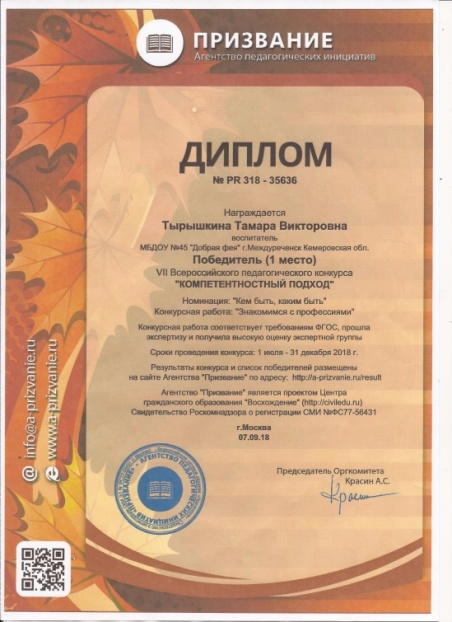 ПРИЗВАНИЕ
Агентство педагогических инициатив
ДИПЛОМ
№ PR 318 - 35636
Награждается
Тырышкина Тамара Викторовна
воспитатель
МБДОУ №45 "Добрая фея" г.Междуреченск Кемеровская обл.
Победитель (1 место)
VII Всероссийского педагогического конкурса
"КОМПЕТЕНТНОСТНЫЙ ПОДХОД"
Номинация: "Кем быть, каким быть"
Конкурсная работа: "Знакомимся с профессиями"
Конкурсная работа соответствует требованиям ФГОС, прошла
экспертизу и получила высокую оценку экспертной группы
Сроки проведения конкурса: 1 июля - 31 декабря 2018 г.
Результаты конкурса и список победителей размещены
на сайте Агентства "Призвание" по адресу: http://a-prizvanie.ru/result
Агентство "Призвание" является проектом Центра
гражданского образования "Восхождение" (http://civiledu.ru)
Свидетельство Роскомнадзора о регистрации СМИ №ФС77-56431
г.Москва
07.09.18
Председатель Оргкомитета
Красин А.С.
Красин
@ info@a-prizvanie.ru
e www.a-prizvanie.ru
АГЕНТСТВО ПЕДАГОГИЧЕСКИХ ИНИЦИАТИВ "ПРИЗВАНИЕ"